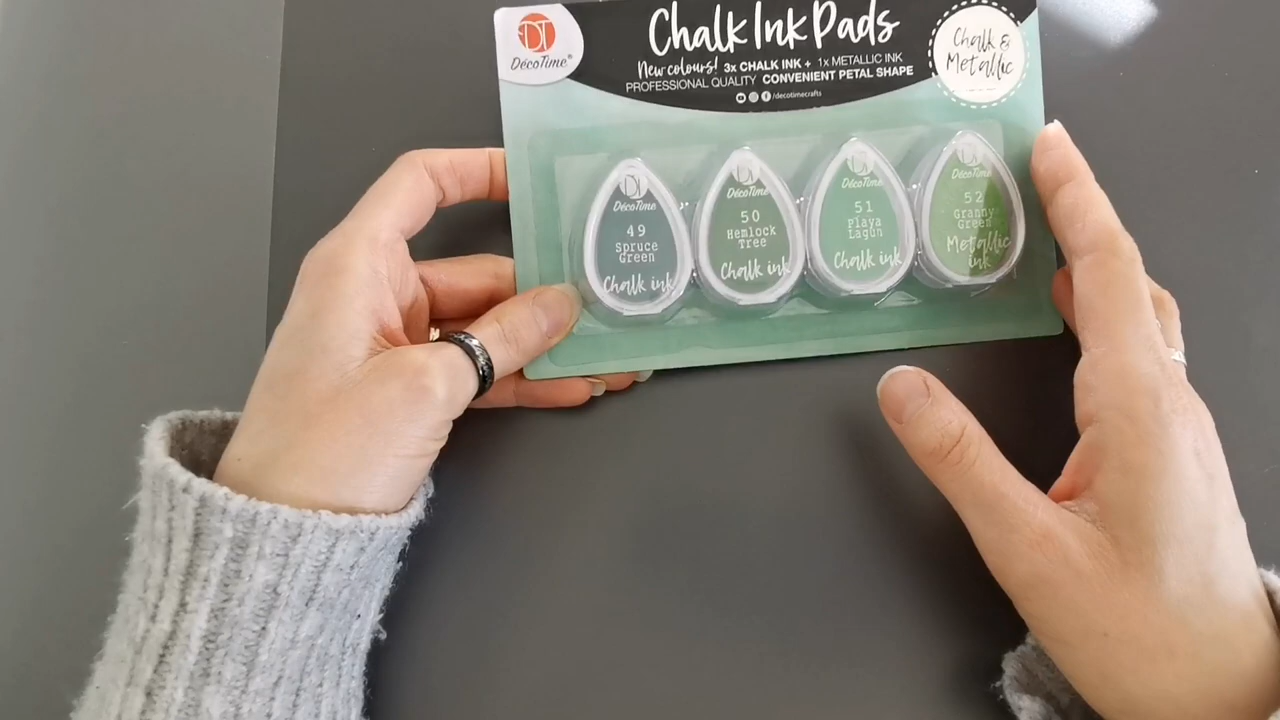 DT
DécoTime®
Chalk Ink Pads
New colours! 3x CHALK INK + 1x METALLIC INK
PROFESSIONAL QUALITY CONVENIENT PETAL SHAPE
/decotimecrafts
Chalk &
Metallic
DT
DécoTime
49
Spruce
Green
Chalk ink
DT
DécoTime
50
Hemlock
Tree
Chalk ink
DT
DécoTime
51
Playa
Lagun
Chalk ink
DT
DécoTime
52
Granny
Green
Metallic
ink